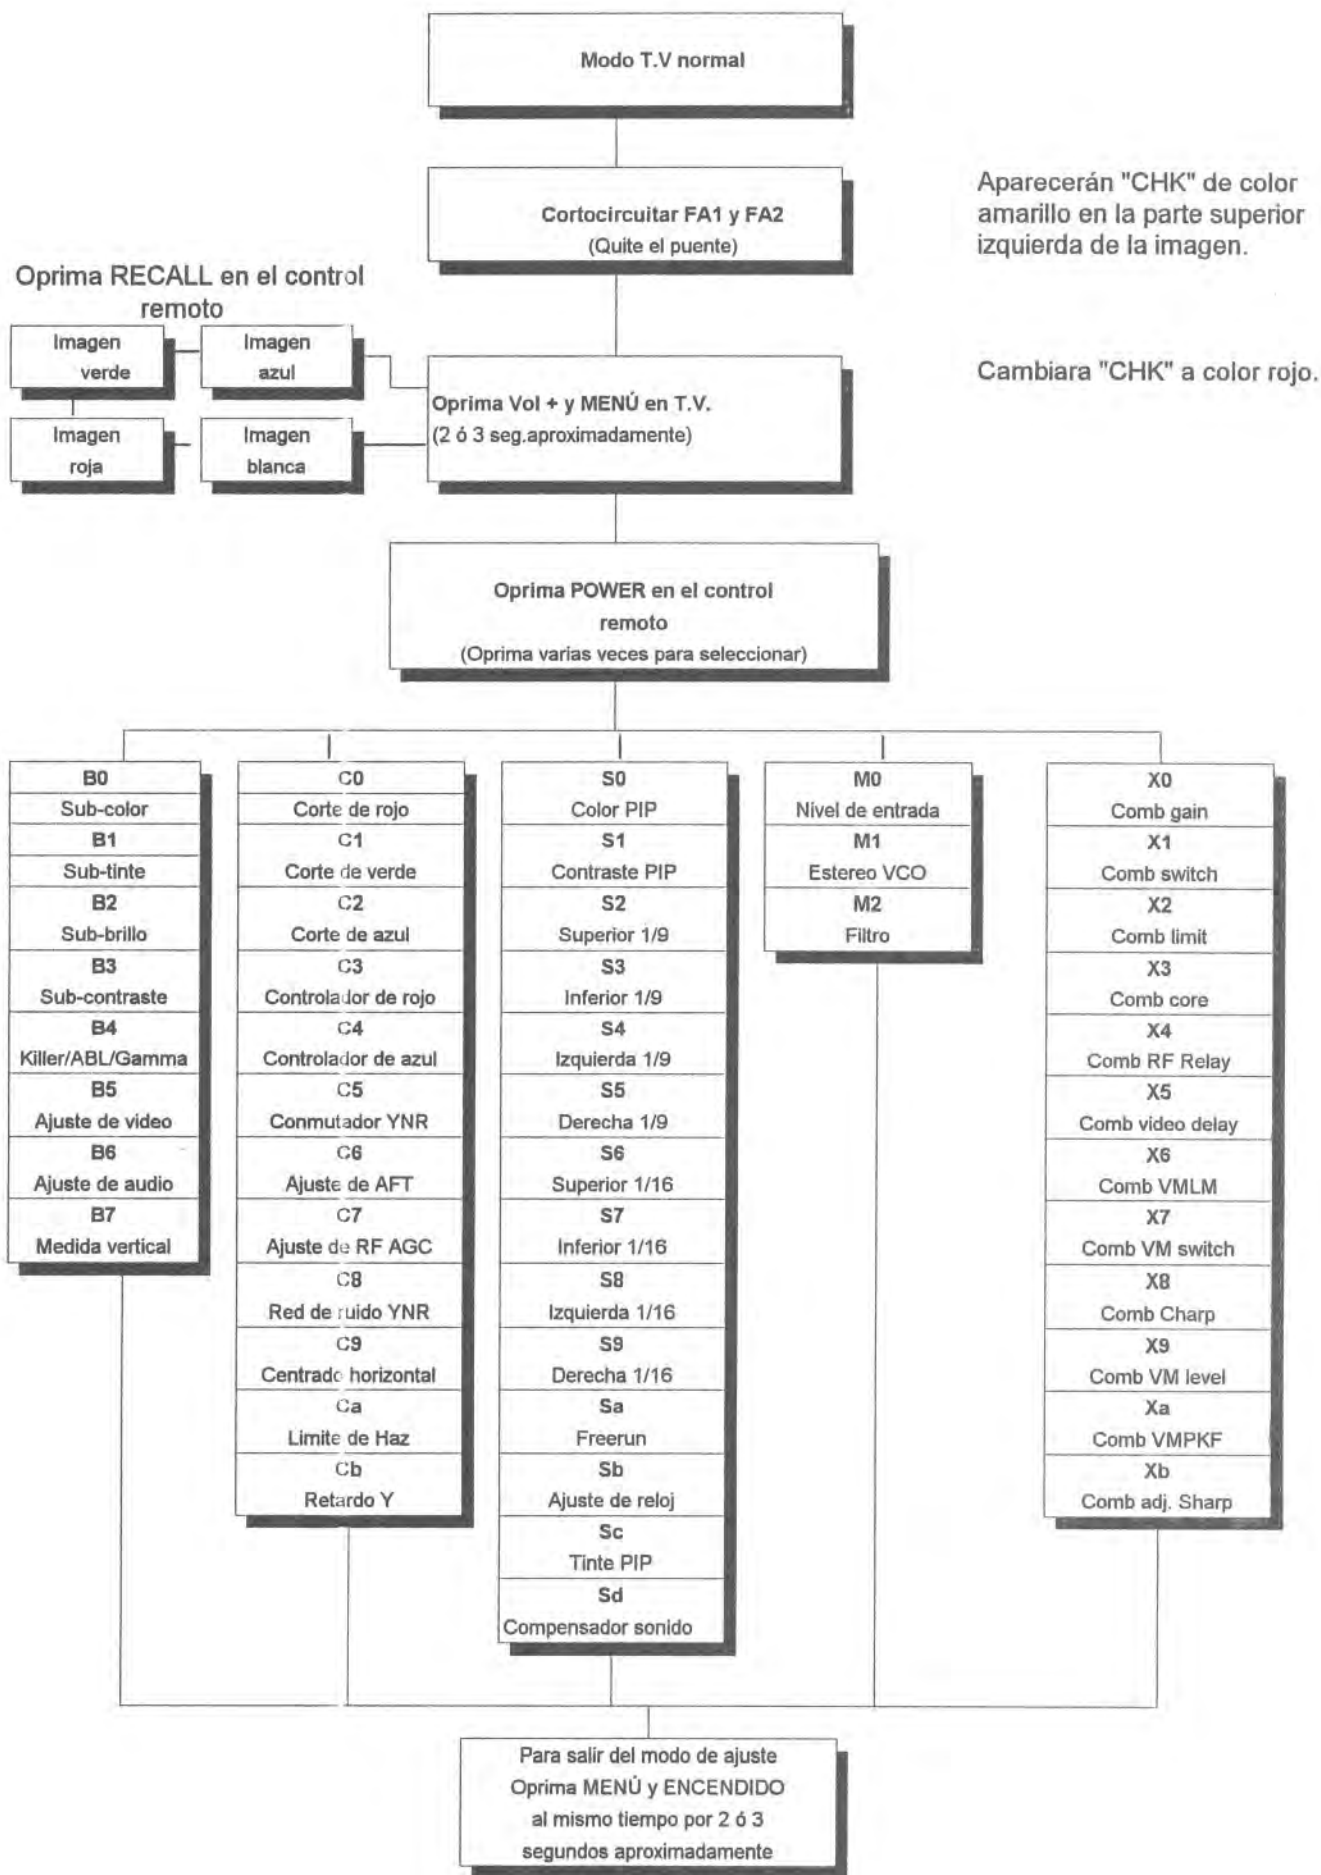 Modo T.V normal
Cortocircuitar FA1 y FA2
(Quite el puente)
Aparecerán "CHK" de color
amarillo en la parte superior
izquierda de la imagen.
Oprima RECALL en el control
remoto
Imagen
verde
Imagen
azul
Imagen
roja
Imagen
blanca
Oprima Vol + y MENÚ en T.V.
(2 ó 3 seg.aproximadamente)
Cambiara "CHK" a color rojo.
Oprima POWER en el control
remoto
(Oprima varias veces para seleccionar)
B0
Sub-color
B1
Sub-tinte
B2
Sub-brillo
B3
Sub-contraste
B4
Killer/ABL/Gamma
B5
Ajuste de video
B6
Ajuste de audio
B7
Medida vertical
C0
Corte de rojo
C1
Corte de verde
C2
Corte de azul
C3
Controlador de rojo
C4
Controlador de azul
C5
Conmutador YNR
C6
Ajuste de AFT
C7
Ajuste de RF AGC
C8
Red de ruido YNR
C9
Centrado horizontal
Ca
Limite de Haz
Cb
Retardo Y
S0
Color PIP
S1
Contraste PIP
S2
Superior 1/9
S3
Inferior 1/9
S4
Izquierda 1/9
S5
Derecha 1/9
S6
Superior 1/16
S7
Inferior 1/16
S8
Izquierda 1/16
S9
Derecha 1/16
Sa
Freerun
Sb
Ajuste de reloj
Sc
Tinte PIP
Sd
Compensador sonido
M0
Nivel de entrada
M1
Estereo VCO
M2
Filtro
X0
Comb gain
X1
Comb switch
X2
Comb limit
X3
Comb core
X4
Comb RF Relay
X5
Comb video delay
X6
Comb VMLM
X7
Comb VM switch
X8
Comb Charp
X9
Comb VM level
Xa
Comb VMPKF
Xb
Comb adj. Sharp
Para salir del modo de ajuste
Oprima MENÚ y ENCENDIDO
al mismo tiempo por 2 ó 3
segundos aproximadamente